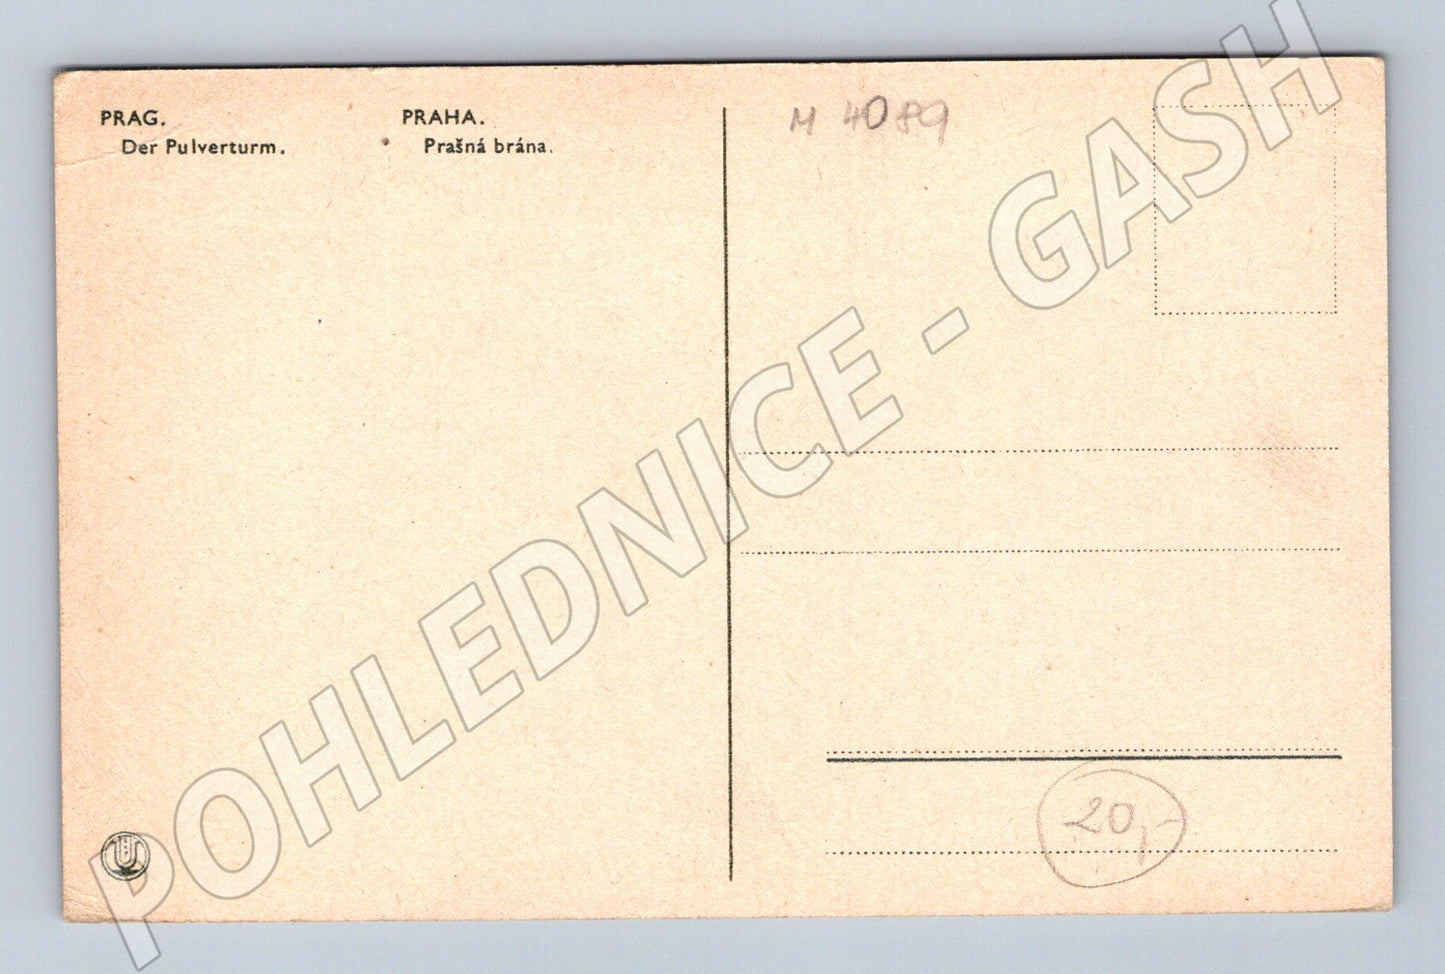 PRAG.
Der Pulverturm.
PRAHA.
Prašná brána.
M 4089
POHLEDNICE - GASH
20,-